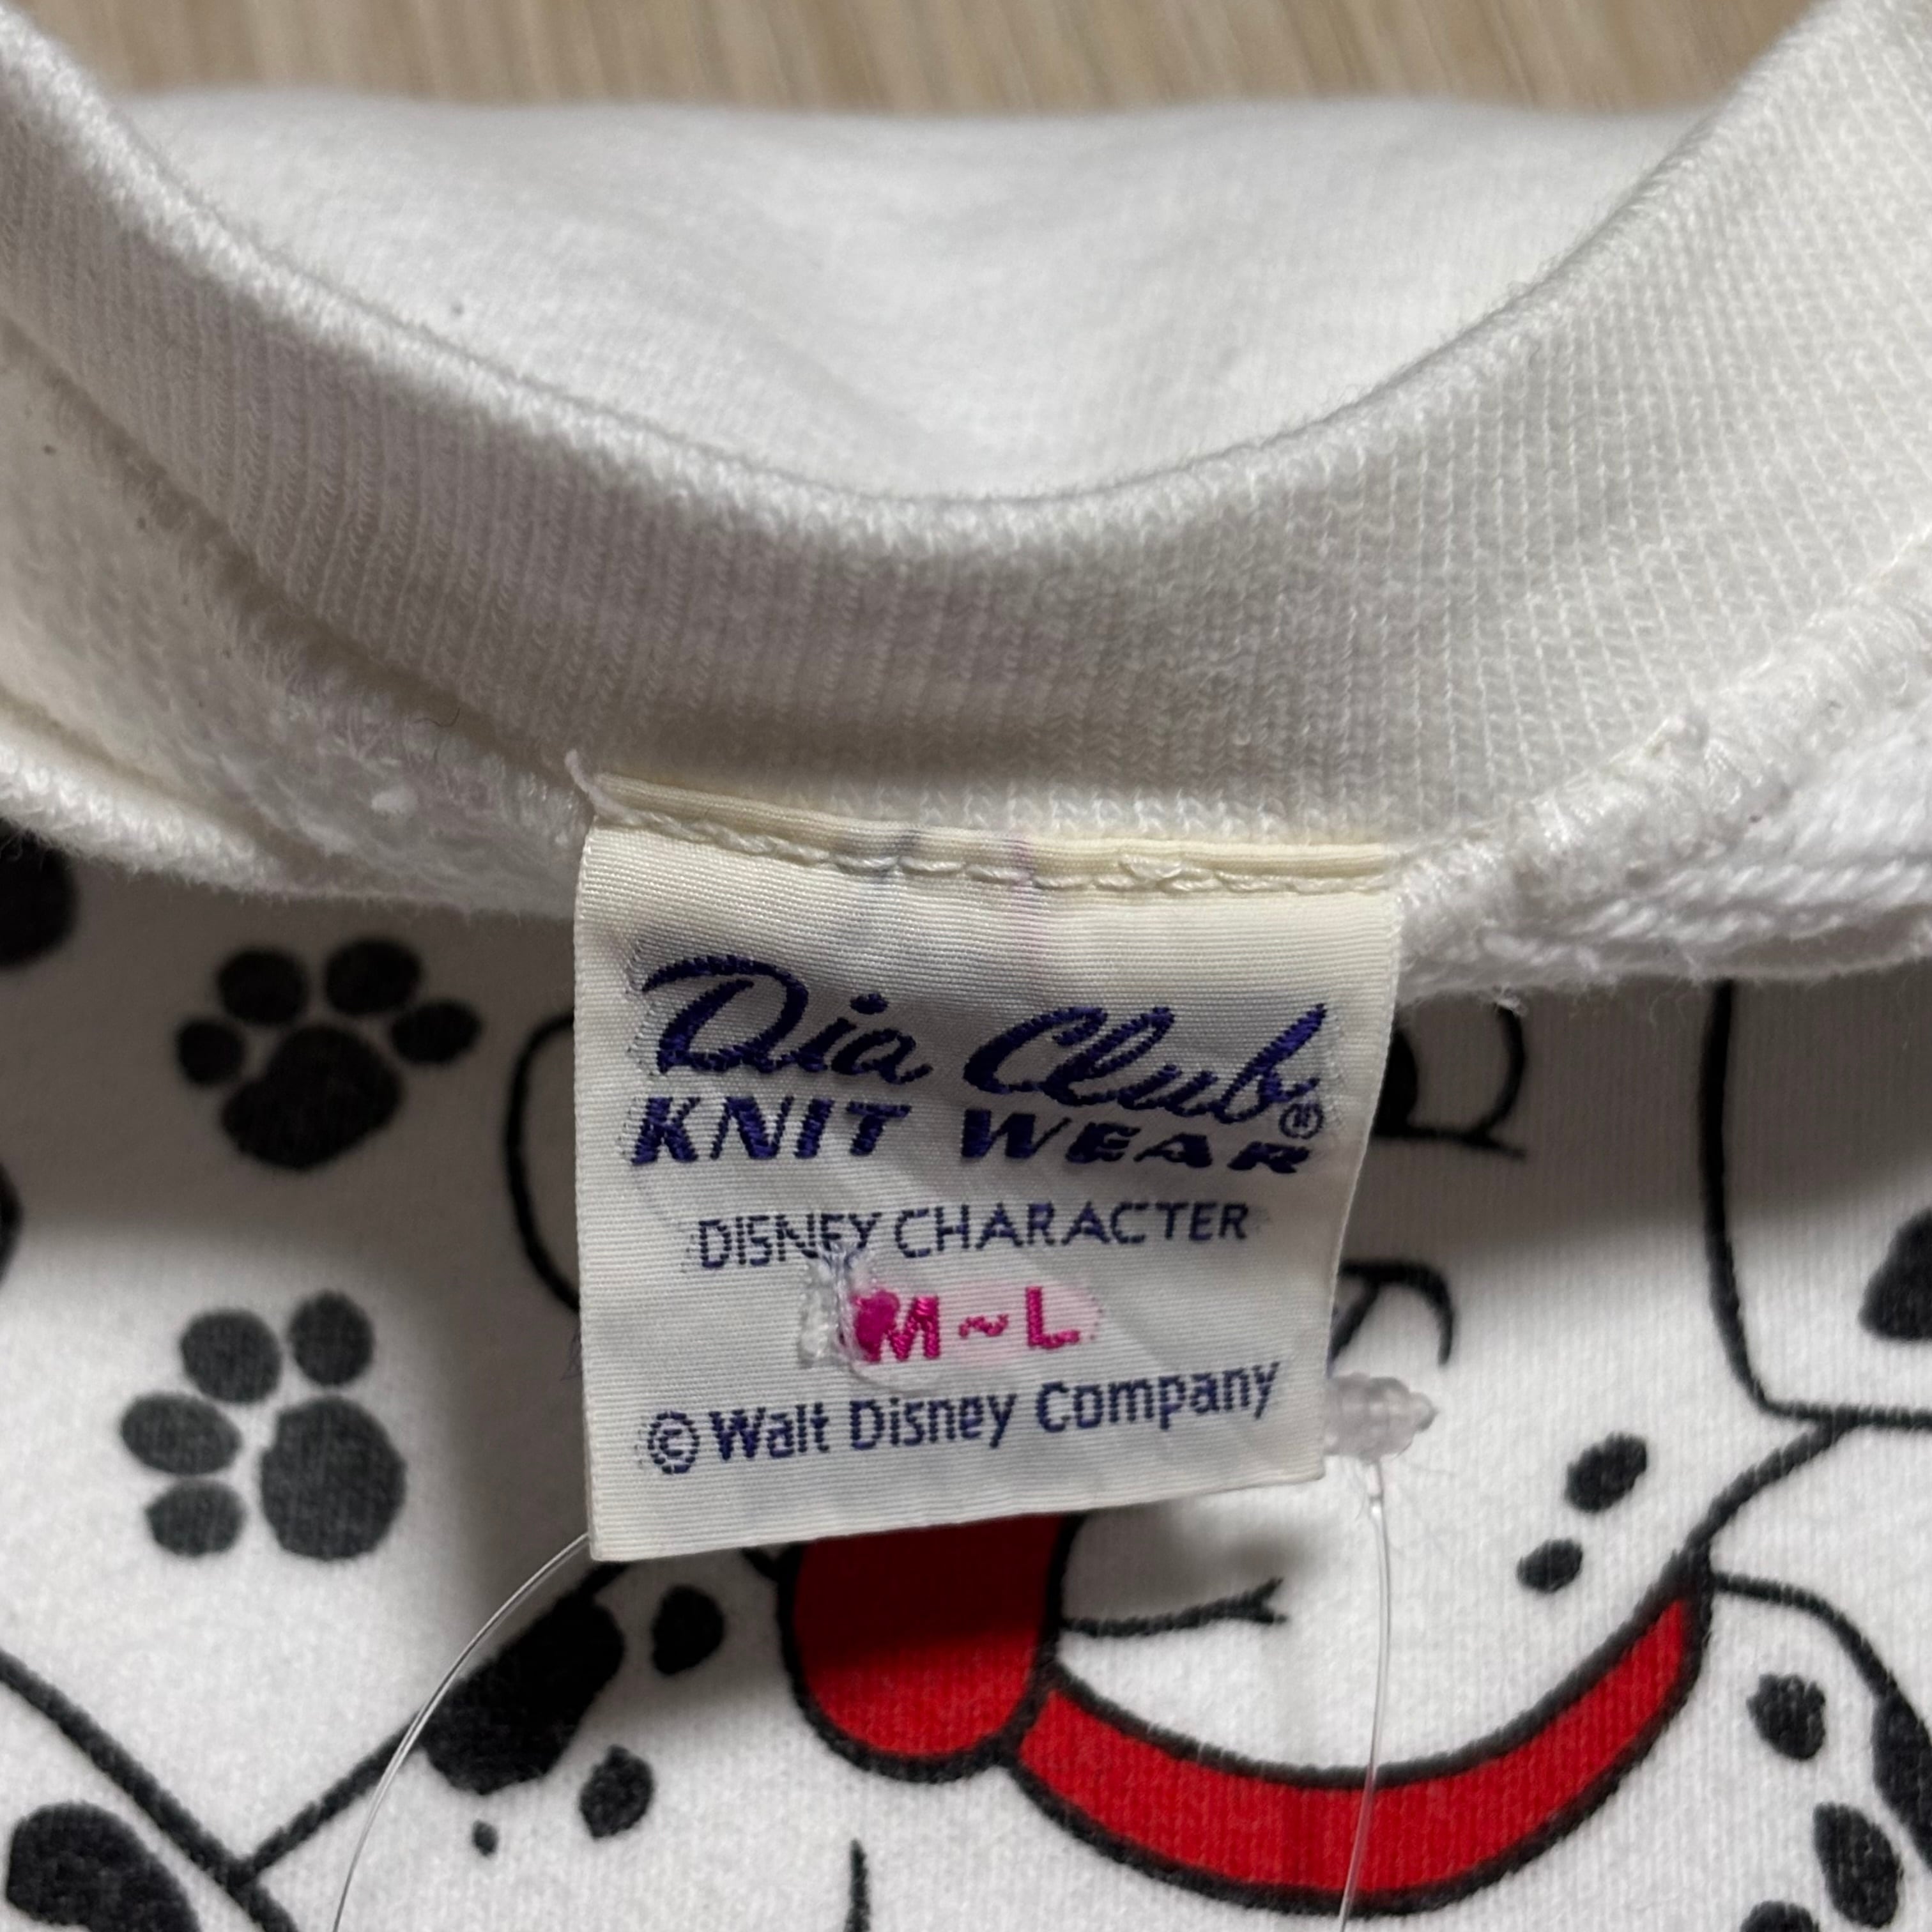 Dia Club®
KNIT WEAR
DISNEY CHARACTER
M~L
© Walt Disney Company